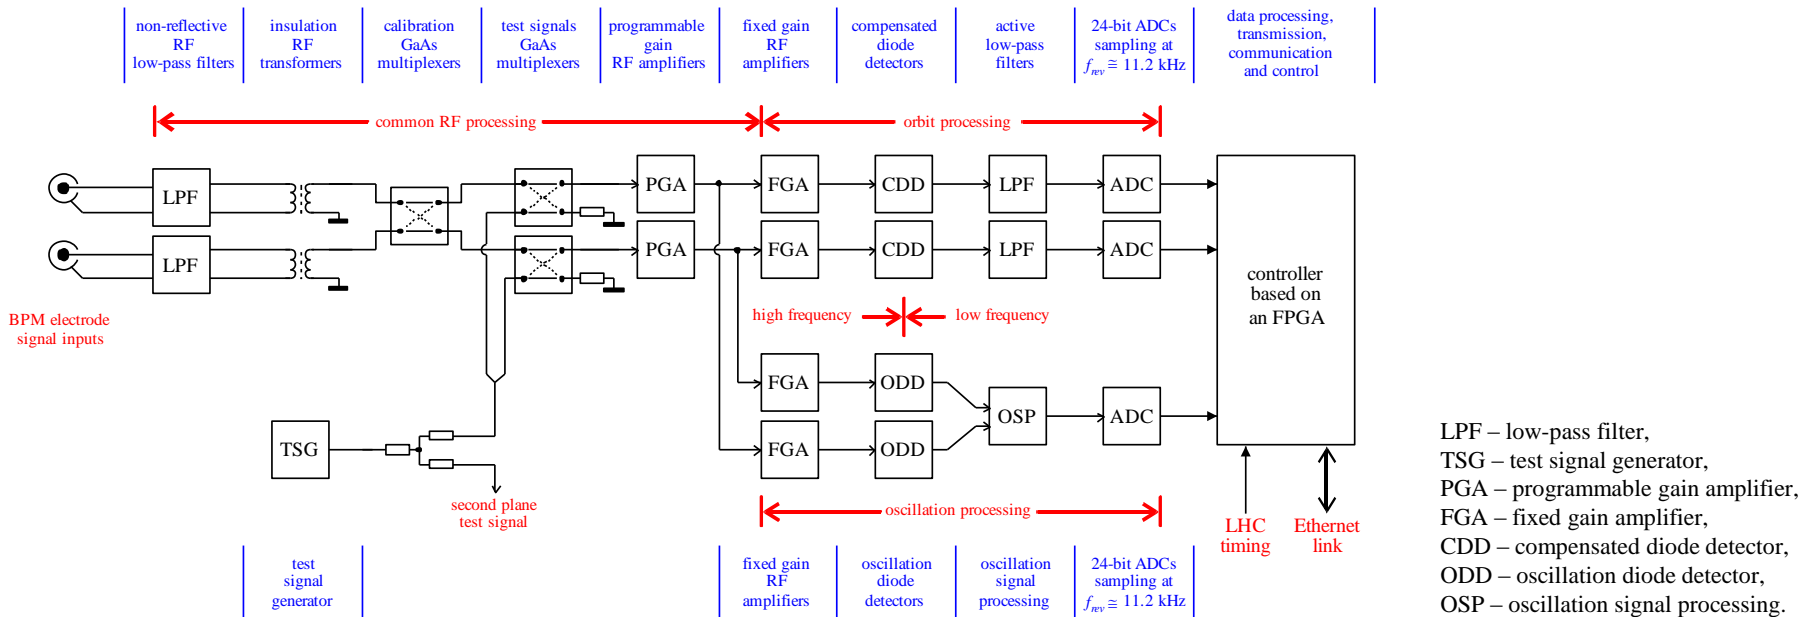 non-reflective
RF
low-pass filters
insulation
RF
transformers
calibration
GaAs
multiplexers
test signals
GaAs
multiplexers
programmable
gain
RF amplifiers
fixed gain
RF
amplifiers
compensated
diode
detectors
active
low-pass
filters
24-bit ADCs
sampling at
f_rev ≅ 11.2 kHz
data processing,
transmission,
communication
and control
common RF processing
orbit processing
LPF
PGA
FGA
CDD
LPF
ADC
LPF
PGA
FGA
CDD
LPF
ADC
BPM electrode
signal inputs
high frequency
low frequency
controller
based on
an FPGA
FGA
ODD
OSP
ADC
TSG
FGA
ODD
second plane
test signal
oscillation processing
LHC
timing
Ethernet
link
test
signal
generator
fixed gain
RF
amplifiers
oscillation
diode
detectors
oscillation
signal
processing
24-bit ADCs
sampling at
f_rev ≅ 11.2 kHz
LPF – low-pass filter,
TSG – test signal generator,
PGA – programmable gain amplifier,
FGA – fixed gain amplifier,
CDD – compensated diode detector,
ODD – oscillation diode detector,
OSP – oscillation signal processing.